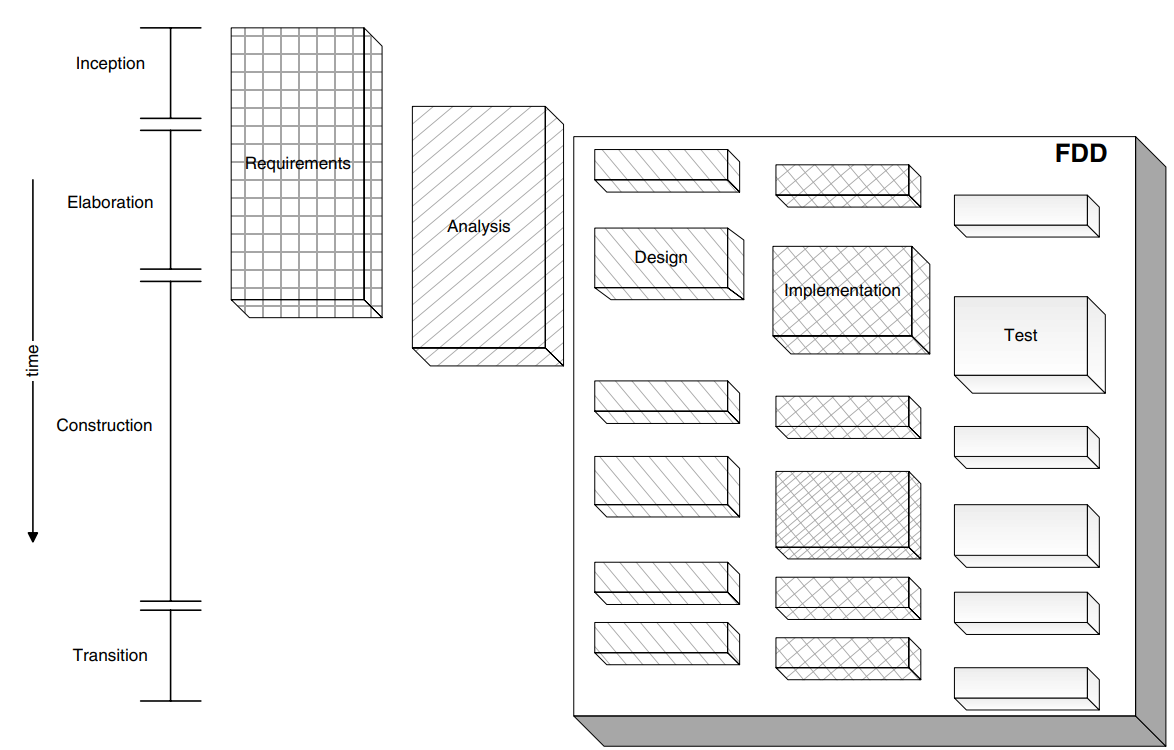 Inception
Elaboration
time
Construction
Transition
Requirements
Analysis
FDD
Design
Implementation
Test